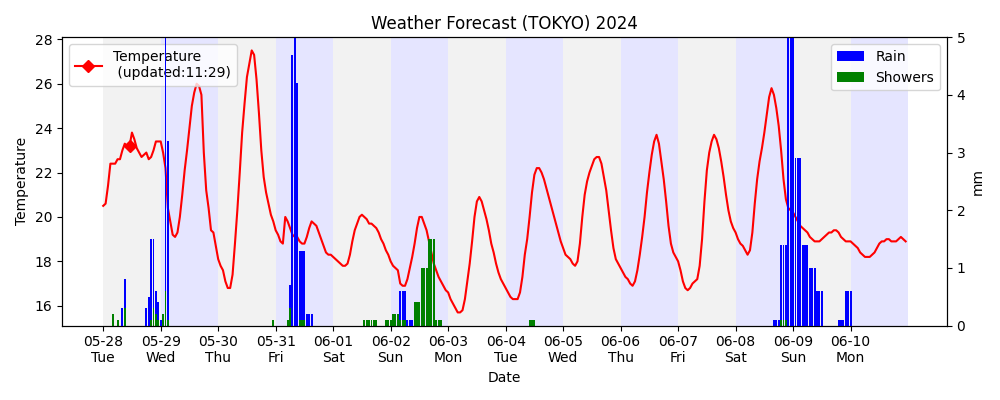 Weather Forecast (TOKYO) 2024
Temperature
(updated:11:29)
Rain
Showers
28
26
24
22
20
18
16
Temperature
5
4
3
2
1
0
mm
05-28 05-29 05-30 05-31 06-01 06-02 06-03 06-04 06-05 06-06 06-07 06-08 06-09 06-10
Tue Wed Thu Fri Sat Sun Mon Tue Wed Thu Fri Sat Sun Mon
Date